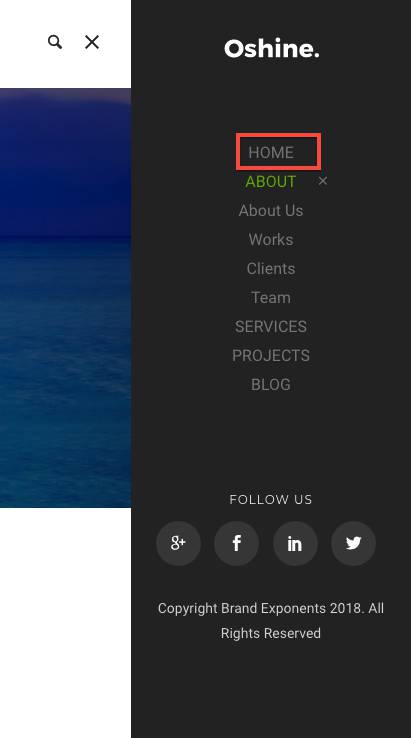 Oshine.
HOME
ABOUT
About Us
Works
Clients
Team
SERVICES
PROJECTS
BLOG
FOLLOW US
Copyright Brand Exponents 2018. All
Rights Reserved